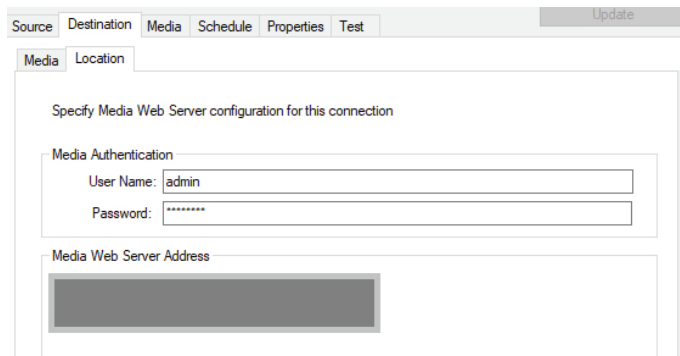 Update
Source Destination Media Schedule Properties Test
Media Location
Specify Media Web Server configuration for this connection
Media Authentication
User Name: admin
Password: ********
Media Web Server Address